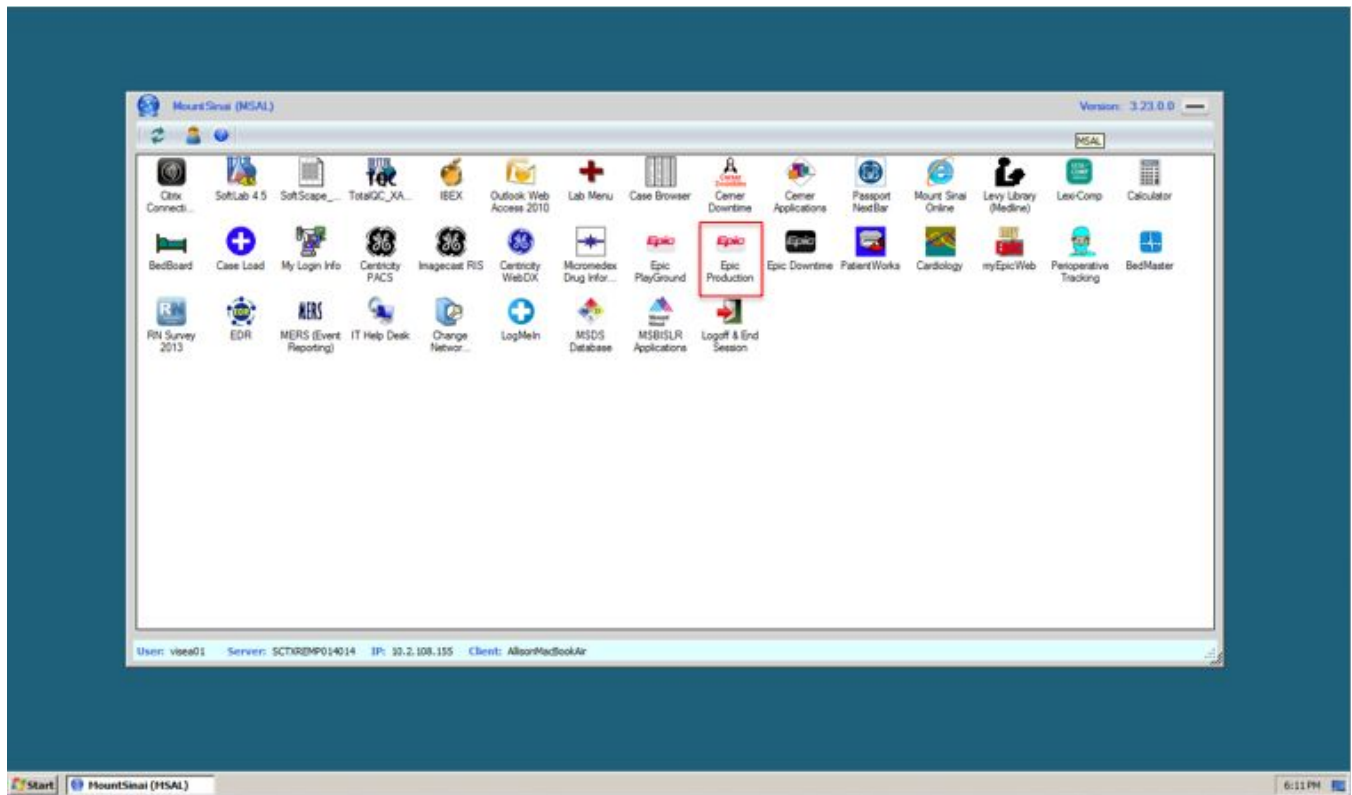 MountSinai (MSAL) Version: 3.23.0.0
MSAL
Citrix Connecti... SoftLab 4.5 SoftScape_... TotalQC_XA... IBEX Outlook Web Access 2010 Lab Menu Case Browser Cerner Downtime Cerner Applications Passport NextBar Mount Sinai Online Levy Library (Medline) Lexi-Comp Calculator
BedBoard Case Load My Login Info Centricity PACS Imagecast RIS Centricity WebDX Micromedex Drug Infor... Epic PlayGround Epic Production Epic Downtime PatientWorks Cardiology myEpicWeb Perioperative Tracking BedMaster
RN Survey 2013 EDR MERS (Event Reporting) IT Help Desk Change Networ... LogMeIn MSDS Database MSBISLR Applications Logoff & End Session
User: visea01 Server: SCTXREMP014014 IP: 10.2.108.155 Client: AllisonMacBookAir
Start MountSinai (MSAL) 6:11 PM